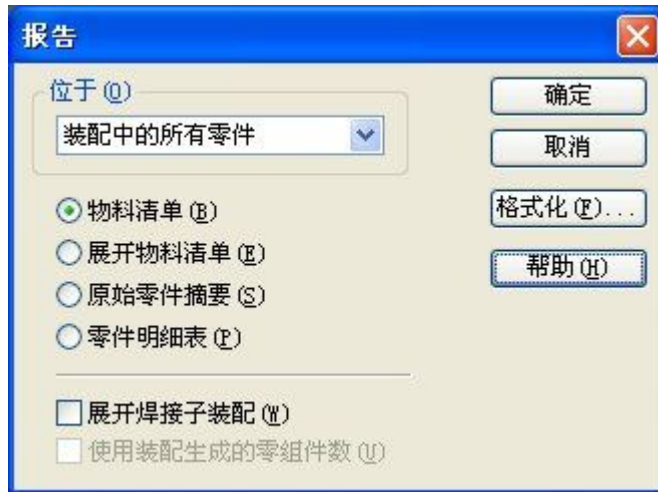 报告
位于(O)
装配中的所有零件
确定
取消
格式化(F)...
帮助(H)
物料清单(B)
展开物料清单(E)
原始零件摘要(S)
零件明细表(P)
展开焊接子装配(W)
使用装配生成的零组件数(U)